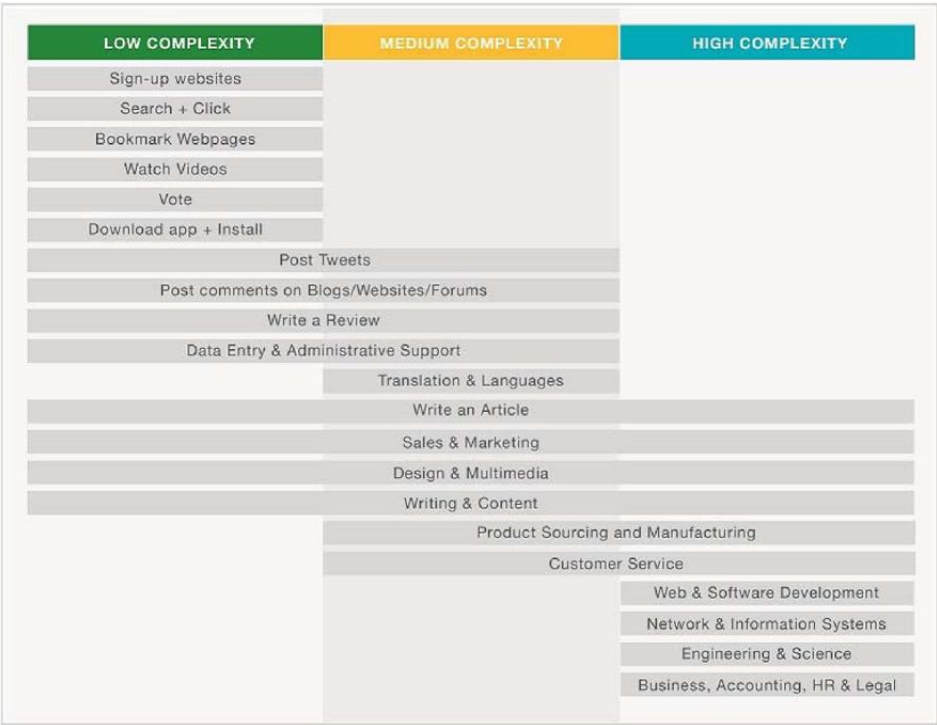 LOW COMPLEXITY MEDIUM COMPLEXITY HIGH COMPLEXITY
Sign-up websites
Search + Click
Bookmark Webpages
Watch Videos
Vote
Download app + Install
Post Tweets
Post comments on Blogs/Websites/Forums
Write a Review
Data Entry & Administrative Support
Translation & Languages
Write an Article
Sales & Marketing
Design & Multimedia
Writing & Content
Product Sourcing and Manufacturing
Customer Service
Web & Software Development
Network & Information Systems
Engineering & Science
Business, Accounting, HR & Legal